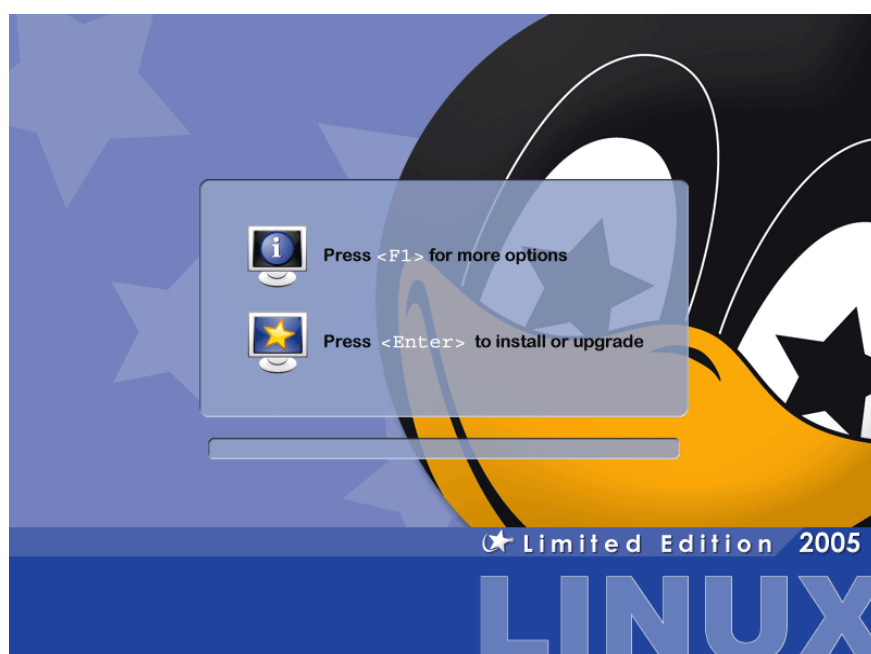 Press <F1> for more options
Press <Enter> to install or upgrade
Limited Edition 2005
LINUX